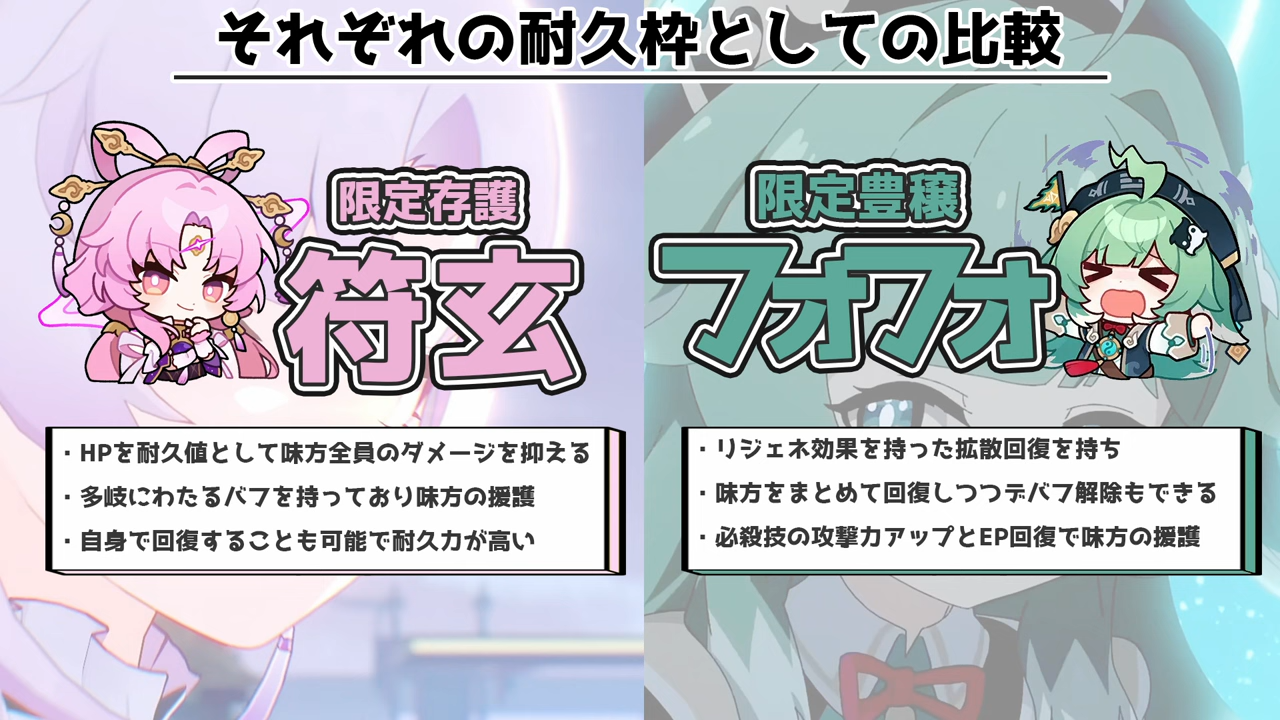 それぞれの耐久枠としての比較
限定存護
符玄
・HPを耐久値として味方全員のダメージを抑える
・多岐にわたるバフを持っており味方の援護
・自身で回復することも可能で耐久力が高い
限定豊穣
フォフォ
・リジェネ効果を持った拡散回復を持ち
・味方をまとめて回復しつつデバフ解除もできる
・必殺技の攻撃力アップとEP回復で味方の援護